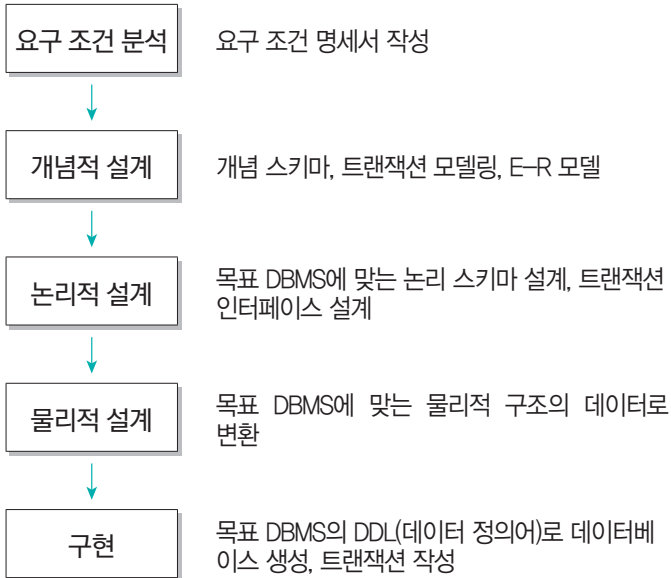 요구 조건 분석
요구 조건 명세서 작성
개념적 설계
개념 스키마, 트랜잭션 모델링, E-R 모델
논리적 설계
목표 DBMS에 맞는 논리 스키마 설계, 트랜잭션
인터페이스 설계
물리적 설계
목표 DBMS에 맞는 물리적 구조의 데이터로
변환
구현
목표 DBMS의 DDL(데이터 정의어)로 데이터베
이스 생성, 트랜잭션 작성